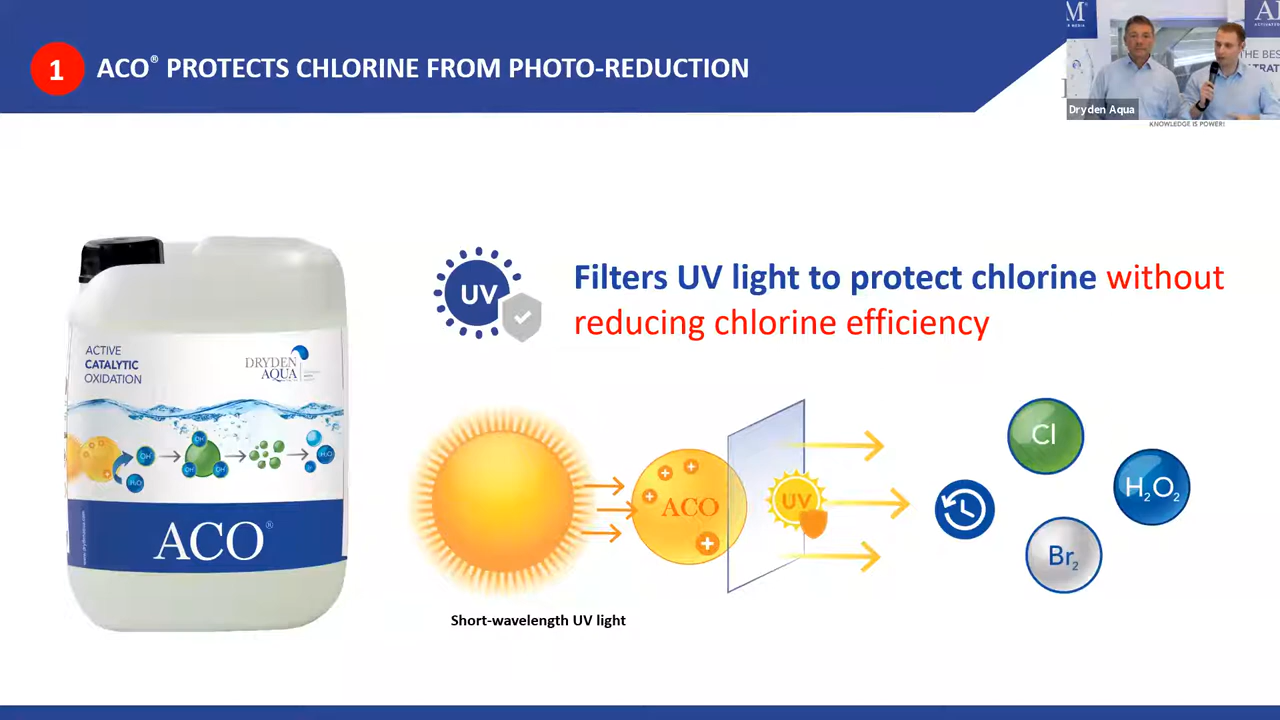 1
ACO® PROTECTS CHLORINE FROM PHOTO-REDUCTION
Dryden Aqua
KNOWLEDGE IS POWER!
THE BES
Filters UV light to protect chlorine without
reducing chlorine efficiency
UV
ACTIVE
CATALYTIC
OXIDATION
DRYDEN
AQUA
ACO®
ACO
UV
Cl
H2O2
Br2
Short-wavelength UV light